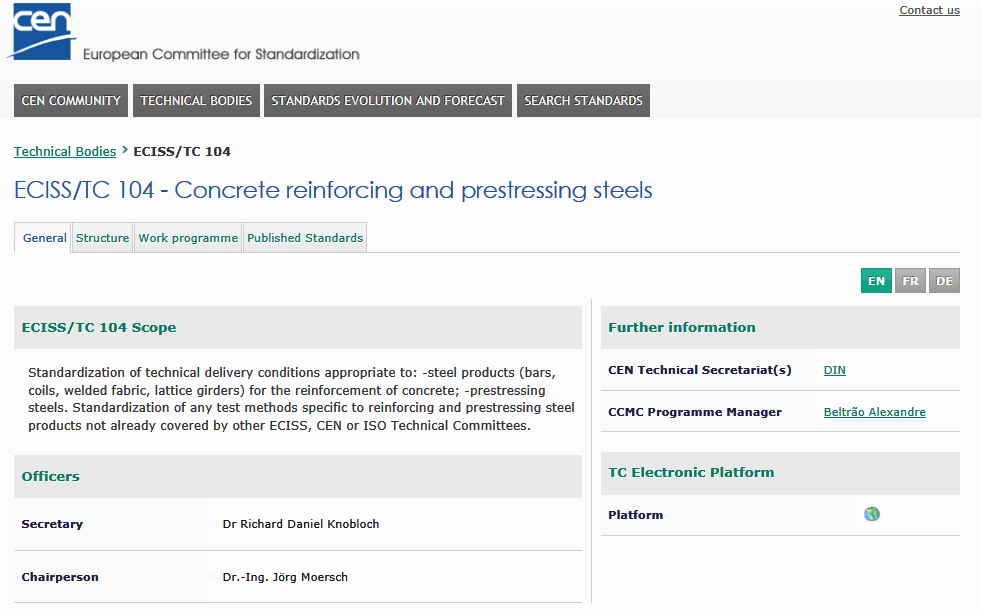 Contact us
cen
European Committee for Standardization
CEN COMMUNITY TECHNICAL BODIES STANDARDS EVOLUTION AND FORECAST SEARCH STANDARDS
Technical Bodies > ECISS/TC 104
ECISS/TC 104 - Concrete reinforcing and prestressing steels
General Structure Work programme Published Standards
EN FR DE
ECISS/TC 104 Scope
Standardization of technical delivery conditions appropriate to: -steel products (bars,
coils, welded fabric, lattice girders) for the reinforcement of concrete; -prestressing
steels. Standardization of any test methods specific to reinforcing and prestressing steel
products not already covered by other ECISS, CEN or ISO Technical Committees.
Officers
Secretary Dr Richard Daniel Knobloch
Chairperson Dr.-Ing. Jörg Moersch
Further information
CEN Technical Secretariat(s) DIN
CCMC Programme Manager Beltrão Alexandre
TC Electronic Platform
Platform